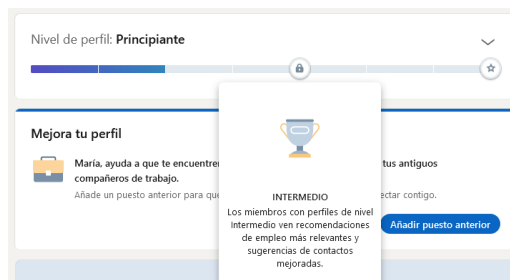 Nivel de perfil: Principiante
Mejora tu perfil
María, ayuda a que te
tus antiguos
compañeros de trabajo.
Añade un puesto anterior para
contigo.
Añadir puesto anterior
INTERMEDIO
Los miembros con perfiles de nivel
Intermedio ven recomendaciones
de empleo más relevantes y
sugerencias de contactos
mejoradas.